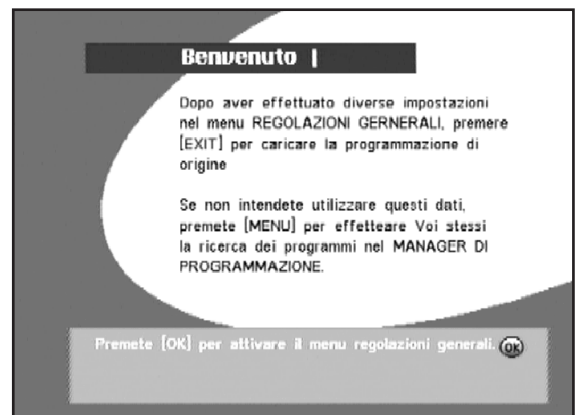 Benvenuto |
Dopo aver effettuato diverse impostazioni
nel menu REGOLAZIONI GERNERALI, premere
[EXIT] per caricare la programmazione di
origine
Se non intendete utilizzare questi dati,
premete [MENU] per effetteare Voi stessi
la ricerca dei programmi nel MANAGER DI
PROGRAMMAZIONE.
Premete [OK] per attivare il menu regolazioni generali. OK